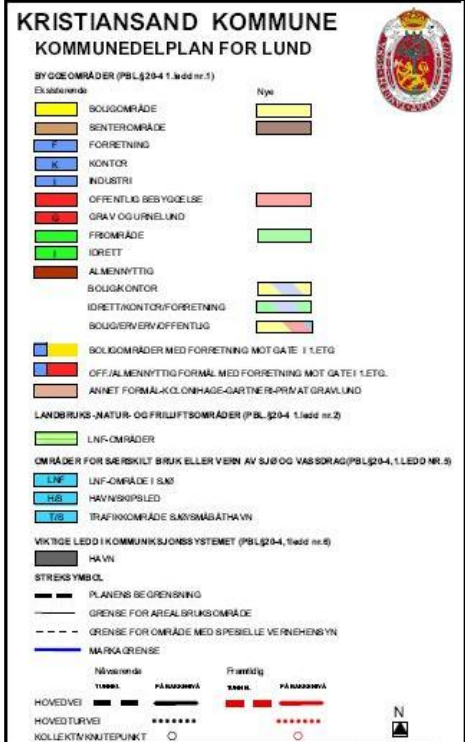 KRISTIANSAND KOMMUNE
KOMMUNEDELPLAN FOR LUND
BYGGEOMRÅDER (PBL.§20-4 1.ledd nr.1)
Eksisterende Nye
BOLIGOMRÅDE
SENTEROMRÅDE
F FORRETNING
K KONTOR
I INDUSTRI
OFFENTLIG BEBYGGELSE
G GRAV OG URNELUND
FRIOMRÅDE
I IDRETT
ALMENNYTTIG
BOLIG/KONTOR
IDRETT/KONTOR/FORRETNING
BOLIG/ERVERV/OFFENTLIG
BOLIGOMRÅDER MED FORRETNING MOT GATE I 1.ETG
OFF./ALMENNYTTIG FORMÅL MED FORRETNING MOT GATE I 1.ETG.
ANNET FORMÅL-KOLONIHAGE-GARTNERI-PRIVAT GRAVLUND
LANDBRUKS-,NATUR- OG FRILUFTSOMRÅDER (PBL.§20-4 1.ledd nr.2)
LNF-OMRÅDER
OMRÅDER FOR SÆRSKILT BRUK ELLER VERN AV SJØ OG VASSDRAG(PBL§20-4,1.LEDD NR.5)
LNF LNF-OMRÅDE I SJØ
H/S HAVN/SKIPSLED
T/S TRAFIKKOMRÅDE SJØ/SMÅBÅTHAVN
VIKTIGE LEDD I KOMMUNIKSJONSSYSTEMET (PBL§20-4,1ledd nr.6)
HAVN
STREKSYMBOL
PLANENS BEGRENSNING
GRENSE FOR AREALBRUKSOMRÅDE
GRENSE FOR OMRÅDE MED SPESIELLE VERNEHENSYN
MARKAGRENSE
Nåværende Framtidig
TUNNEL PÅ BAKKENIVÅ TUNNEL PÅ BAKKENIVÅ
HOVEDVEI
HOVEDTURVEI
KOLLEKTIVKNUTEPUNKT
N